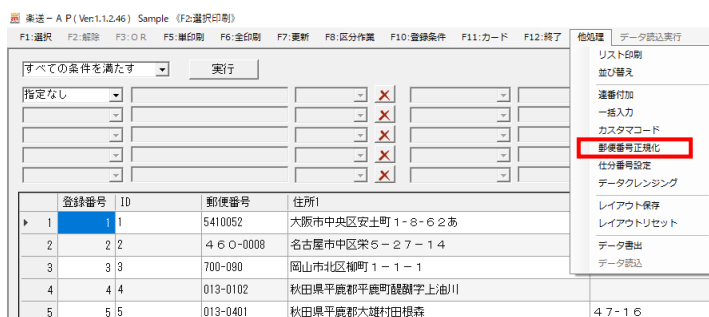 楽送－ＡＰ( Ver:1.1.2.46) Sample 《F2:選択印刷》
F1:選択 F2:解除 F3:ＯＲ F5:単印刷 F6:全印刷 F7:更新 F8:区分作業 F10:登録条件 F11:カード F12:終了 他処理 データ読込実行
リスト印刷
すべての条件を満たす 実行
並び替え
指定なし
連番付加
一括入力
カスタマコード
郵便番号正規化
仕分番号設定
データクレンジング
登録番号 ID 郵便番号 住所1
レイアウト保存
1 1 1 5410052 大阪市中央区安土町１-８-６２あ
レイアウトリセット
2 2 2 ４６０-0008 名古屋市中区栄５－２７－１４
データ書出
3 3 3 700-090 岡山市北区柳町１－１－１
データ読込
4 4 4 013-0102 秋田県平鹿郡平鹿町醍醐字上油川
5 5 5 013-0401 秋田県平鹿郡大雄村田根森 ４７-１６